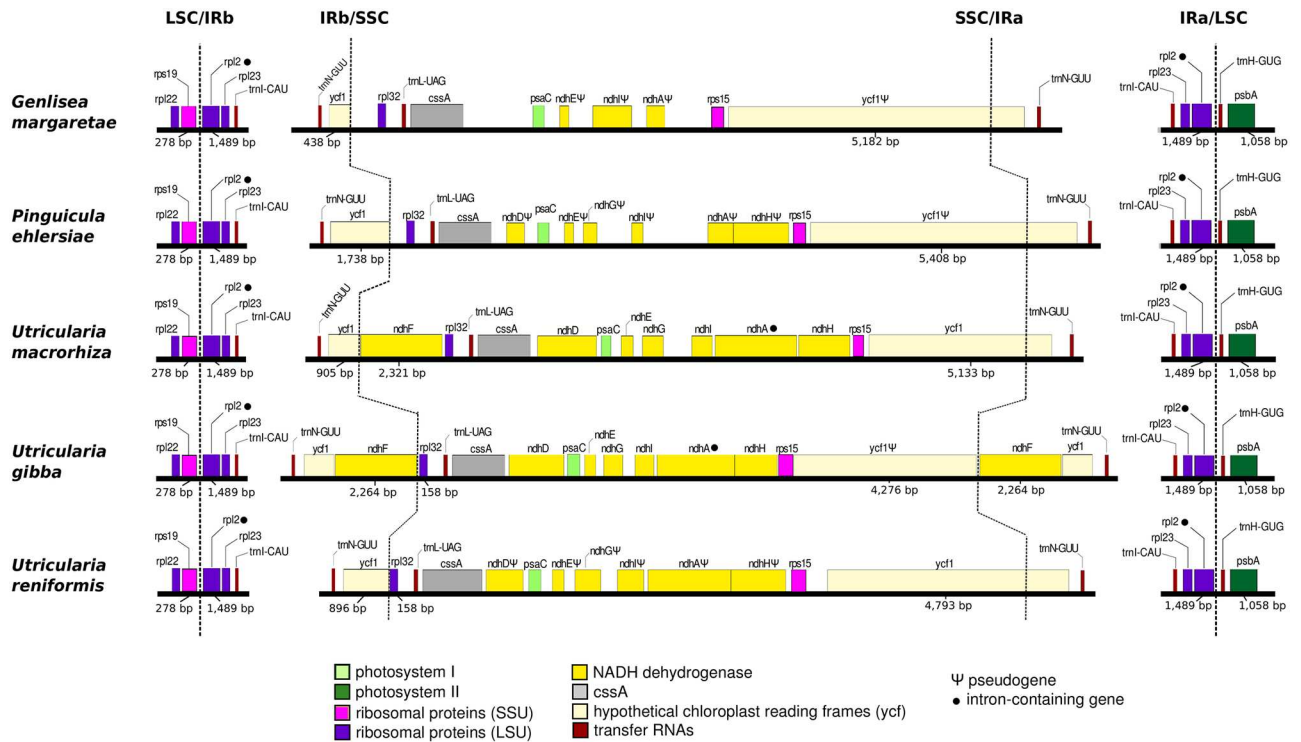 LSC/IRb IRb/SSC SSC/IRa IRa/LSC
Genlisea margaretae
rps19 rpl2 ● rpl23 trnI-CAU rpl22
278 bp 1,489 bp
trnN-GUU ycf1 rpl32 trnL-UAG cssA psaC ndhEΨ ndhIΨ ndhAΨ rps15 ycf1Ψ trnN-GUU
438 bp 5,182 bp
rpl2 ● trnH-GUG rpl23 trnI-CAU psbA
1,489 bp 1,058 bp
Pinguicula ehlersiae
rps19 rpl2 ● rpl23 trnI-CAU rpl22
278 bp 1,489 bp
trnN-GUU ycf1 rpl32 trnL-UAG cssA ndhDΨ psaC ndhEΨ ndhGΨ ndhIΨ ndhAΨ ndhHΨ rps15 ycf1Ψ trnN-GUU
1,738 bp 5,408 bp
rpl2 ● trnH-GUG rpl23 trnI-CAU psbA
1,489 bp 1,058 bp
Utricularia macrorhiza
rps19 rpl2 ● rpl23 trnI-CAU rpl22
278 bp 1,489 bp
trnN-GUU ycf1 ndhF rpl32 trnL-UAG cssA ndhD psaC ndhE ndhG ndhI ndhA ● ndhH rps15 ycf1 trnN-GUU
905 bp 2,321 bp 5,133 bp
rpl2 ● trnH-GUG rpl23 trnI-CAU psbA
1,489 bp 1,058 bp
Utricularia gibba
rps19 rpl2 ● rpl23 trnI-CAU rpl22
278 bp 1,489 bp
trnN-GUU ycf1 ndhF rpl32 trnL-UAG cssA ndhD psaC ndhE ndhG ndhI ndhA ● ndhH rps15 ycf1Ψ ndhF ycf1 trnN-GUU
2,264 bp 158 bp 4,276 bp 2,264 bp
rpl2 ● trnH-GUG rpl23 trnI-CAU psbA
1,489 bp 1,058 bp
Utricularia reniformis
rps19 rpl2 ● rpl23 trnI-CAU rpl22
278 bp 1,489 bp
trnN-GUU ycf1 rpl32 trnL-UAG cssA ndhDΨ psaC ndhEΨ ndhGΨ ndhIΨ ndhAΨ ndhHΨ rps15 ycf1 trnN-GUU
896 bp 158 bp 4,793 bp
rpl2 ● trnH-GUG rpl23 trnI-CAU psbA
1,489 bp 1,058 bp
photosystem I
photosystem II
ribosomal proteins (SSU)
ribosomal proteins (LSU)
NADH dehydrogenase
cssA
hypothetical chloroplast reading frames (ycf)
transfer RNAs
Ψ pseudogene
● intron-containing gene